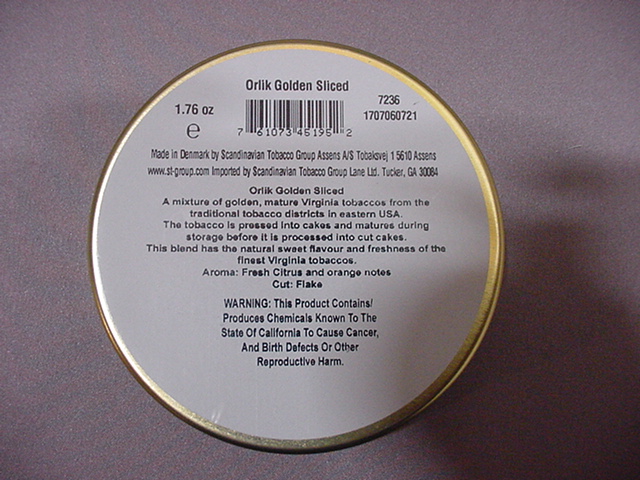 Orlik Golden Sliced
1.76 oz
e
7 61073 45195 2
7236
1707060721
Made in Denmark by Scandinavian Tobacco Group Assens A/S Tobaksvej 1 5610 Assens
www.st-group.com Imported by Scandinavian Tobacco Group Lane Ltd. Tucker, GA 30084
Orlik Golden Sliced
A mixture of golden, mature Virginia tobaccos from the
traditional tobacco districts in eastern USA.
The tobacco is pressed into cakes and matures during
storage before it is processed into cut cakes.
This blend has the natural sweet flavour and freshness of the
finest Virginia tobaccos.
Aroma: Fresh Citrus and orange notes
Cut: Flake
WARNING: This Product Contains/
Produces Chemicals Known To The
State Of California To Cause Cancer,
And Birth Defects Or Other
Reproductive Harm.